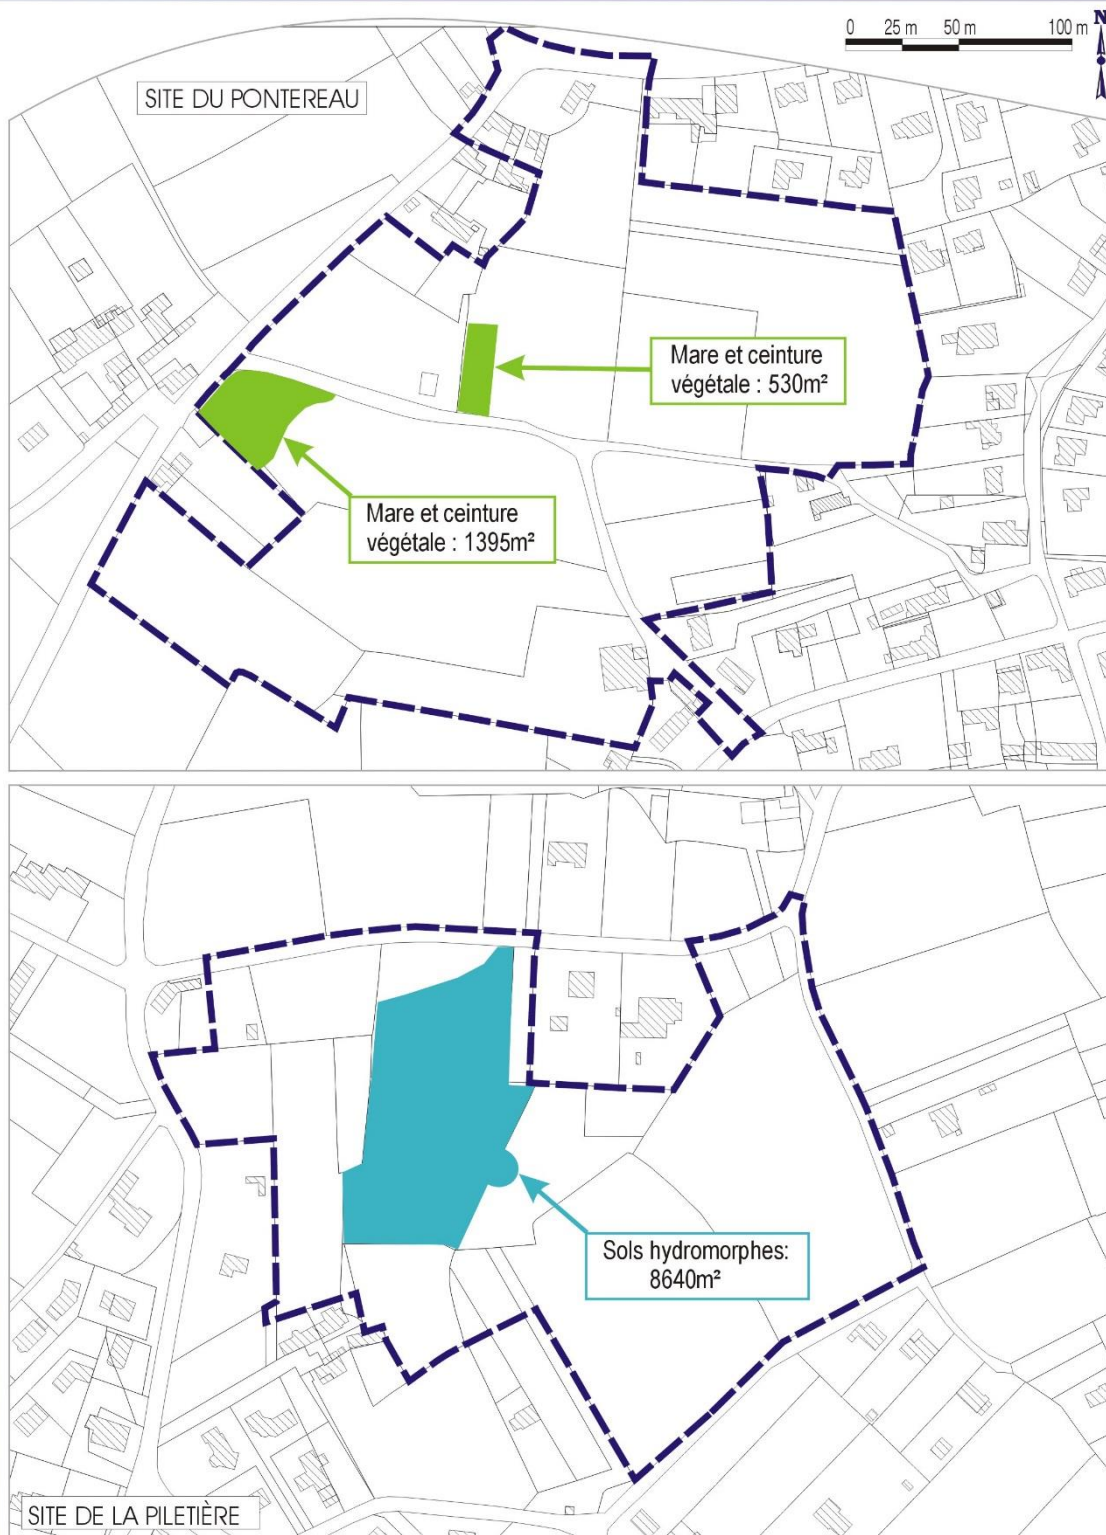 0 25 m 50 m 100 m
N
SITE DU PONTEREAU
Mare et ceinture
végétale : 530m²
Mare et ceinture
végétale : 1395m²
Sols hydromorphes:
8640m²
SITE DE LA PILETIÈRE